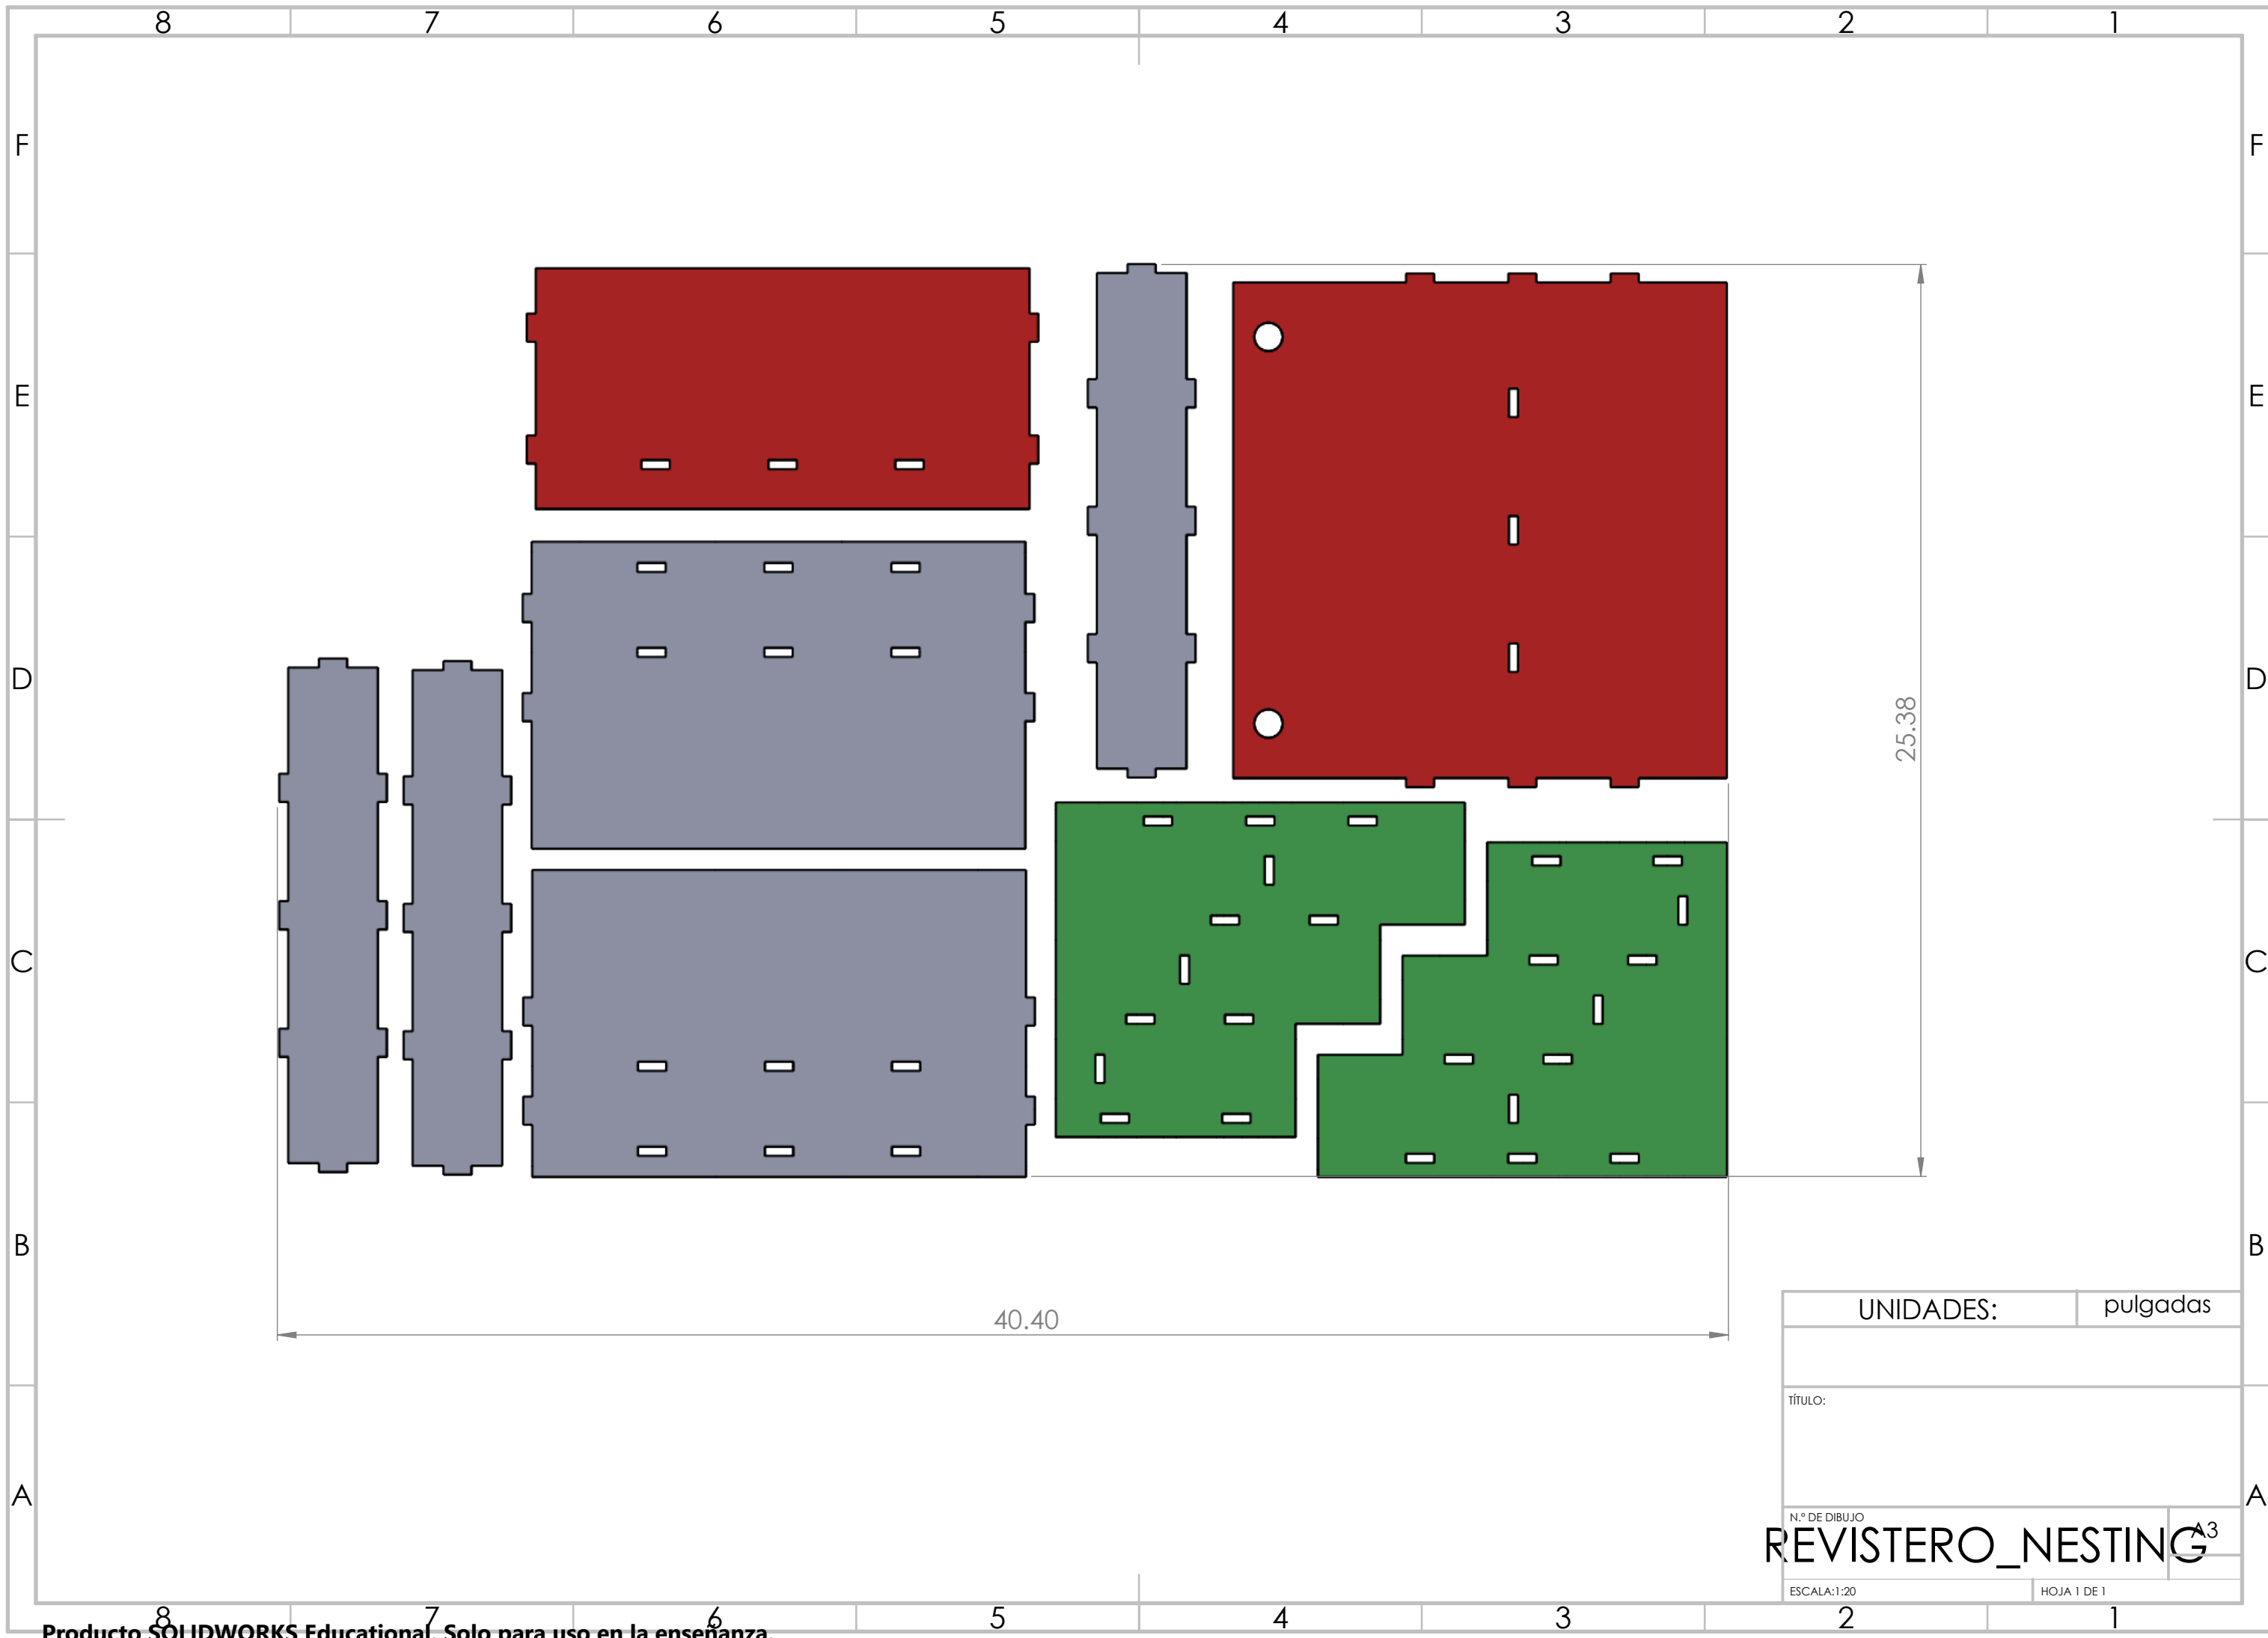 8 7 6 5 4 3 2 1
F F
E E
D D
25.38
C C
B B
40.40
UNIDADES: pulgadas
TÍTULO:
A A
N.º DE DIBUJO
REVISTERO_NESTING A3
ESCALA:1:20 HOJA 1 DE 1
8 7 6 5 4 3 2 1
Producto SOLIDWORKS Educational. Solo para uso en la enseñanza.